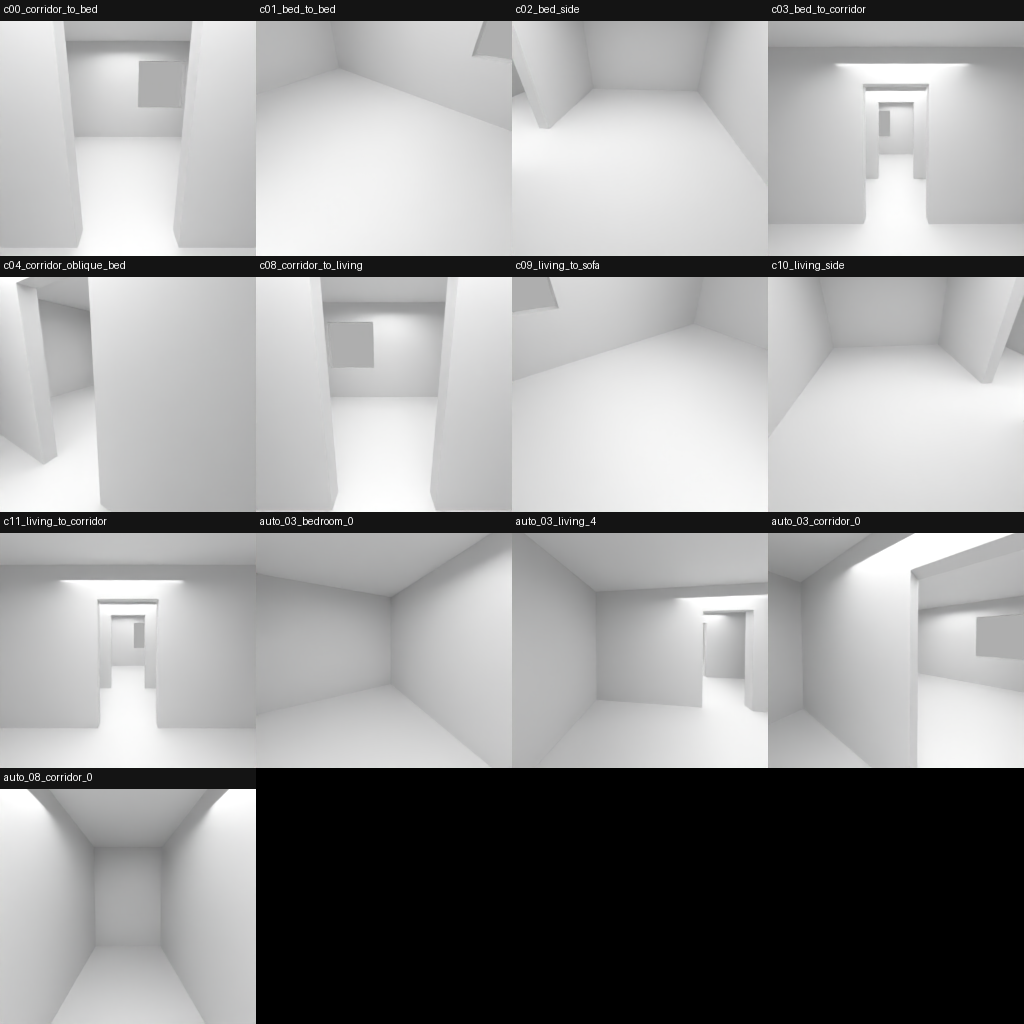 c00_corridor_to_bed
c01_bed_to_bed
c02_bed_side
c03_bed_to_corridor
c04_corridor_oblique_bed
c08_corridor_to_living
c09_living_to_sofa
c10_living_side
c11_living_to_corridor
auto_03_bedroom_0
auto_03_living_4
auto_03_corridor_0
auto_08_corridor_0